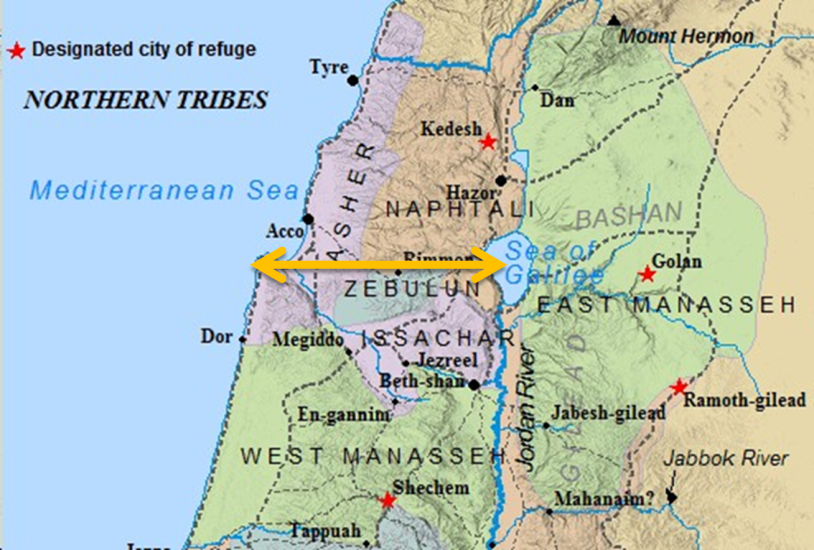 Designated city of refuge
Mount Hermon
Tyre
NORTHERN TRIBES
Dan
Kedesh
ASHER
Mediterranean Sea
Hazor
NAPHTALI
BASHAN
Acco
Sea of
Galilee
Rimmon
Golan
ZEBULUN
EAST MANASSEH
Dor
Megiddo
ISSACHAR
Jezreel
Beth-shan
Jordan River
GILEAD
Ramoth-gilead
En-gannim
Jabesh-gilead
WEST MANASSEH
Jabbok River
Shechem
Mahanaim?
Tappuah